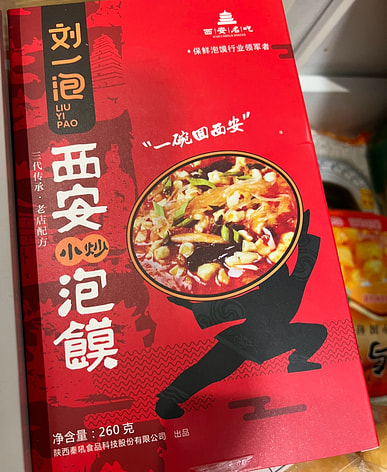 刘一泡
LIU
YI
PAO
西·安·名·吃
·保鲜泡馍行业领军者
“一碗回西安”
三代传承·老店配方
西安
小炒
泡馍
净含量：260克
陕西秦吼食品科技股份有限公司 出品